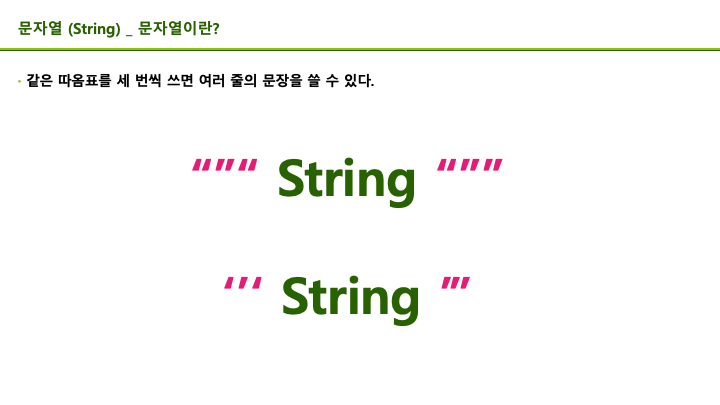 문자열 (String) _ 문자열이란?
· 같은 따옴표를 세 번씩 쓰면 여러 줄의 문장을 쓸 수 있다.
“”“ String “””
‘’‘ String ’’’